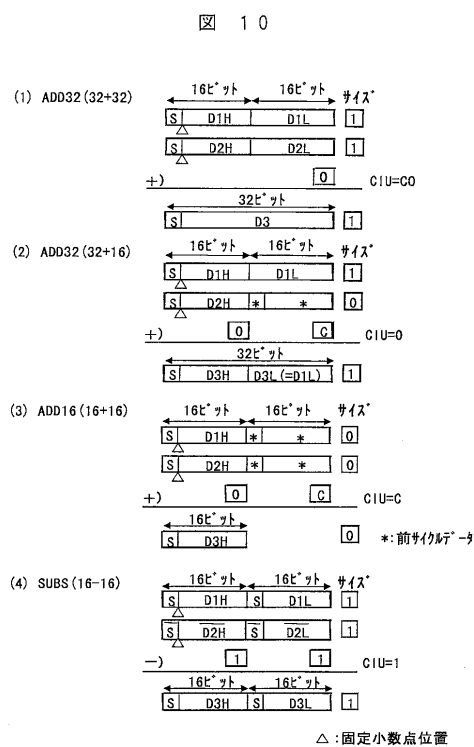 図 10
(1) ADD32(32+32)
16ビット 16ビット サイズ
S D1H D1L 1
S D2H D2L 1
+) 0 CIU=CO
32ビット
S D3 1
(2) ADD32(32+16)
16ビット 16ビット サイズ
S D1H D1L 1
S D2H * * 0
+) 0 C CIU=0
32ビット
S D3H D3L(=D1L) 1
(3) ADD16(16+16)
16ビット 16ビット サイズ
S D1H * * 0
S D2H * * 0
+) 0 C CIU=C
16ビット
S D3H 0 *:前サイクルデータ
(4) SUBS(16-16)
16ビット 16ビット サイズ
S D1H S D1L 1
S̅ D̅2̅H̅ S̅ D̅2̅L̅ 1
-) 1 1 CIU=1
16ビット 16ビット
S D3H S D3L 1
△:固定小数点位置